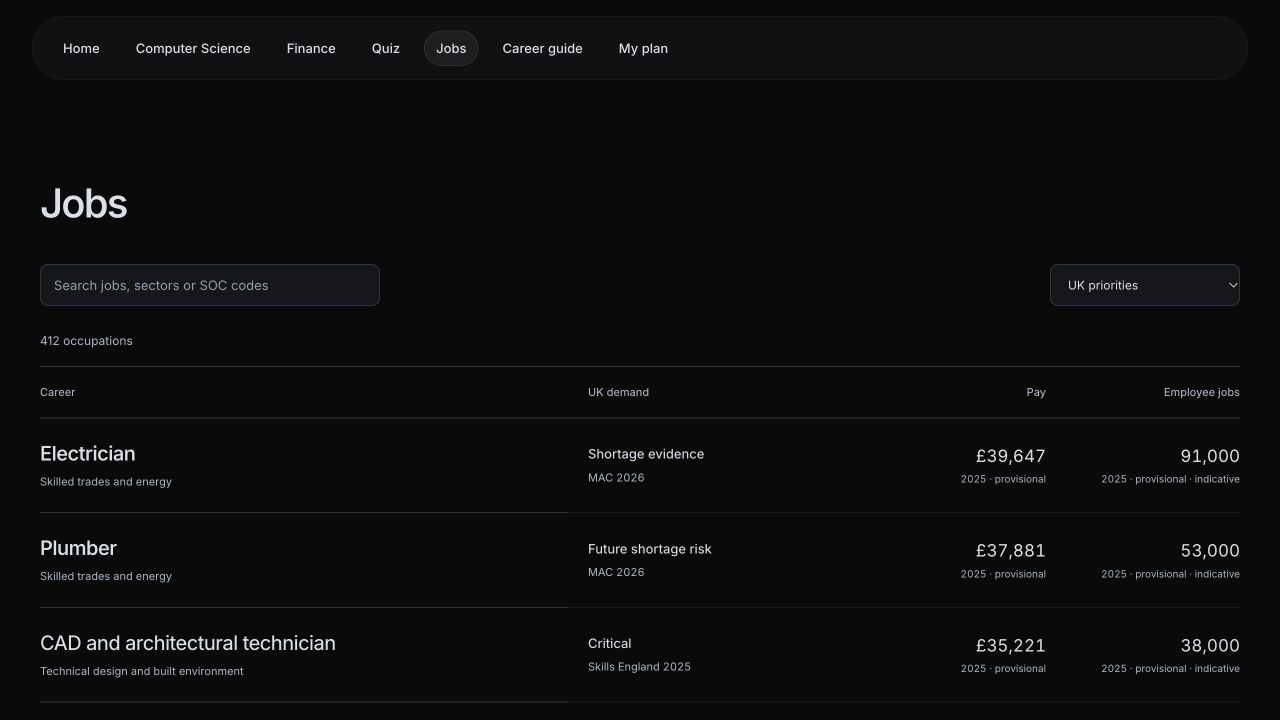 Home Computer Science Finance Quiz Jobs Career guide My plan
Jobs
Search jobs, sectors or SOC codes
UK priorities
412 occupations
Career UK demand Pay Employee jobs
Electrician Shortage evidence £39,647 91,000
Skilled trades and energy MAC 2026 2025 · provisional 2025 · provisional · indicative
Plumber Future shortage risk £37,881 53,000
Skilled trades and energy MAC 2026 2025 · provisional 2025 · provisional · indicative
CAD and architectural technician Critical £35,221 38,000
Technical design and built environment Skills England 2025 2025 · provisional 2025 · provisional · indicative